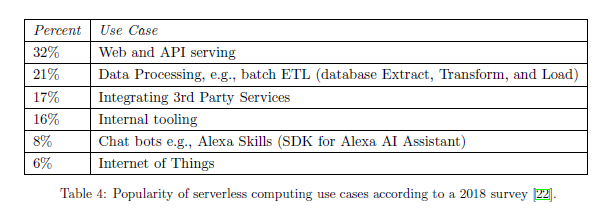 Percent Use Case
32% Web and API serving
21% Data Processing, e.g., batch ETL (database Extract, Transform, and Load)
17% Integrating 3rd Party Services
16% Internal tooling
8% Chat bots e.g., Alexa Skills (SDK for Alexa AI Assistant)
6% Internet of Things
Table 4: Popularity of serverless computing use cases according to a 2018 survey [22].